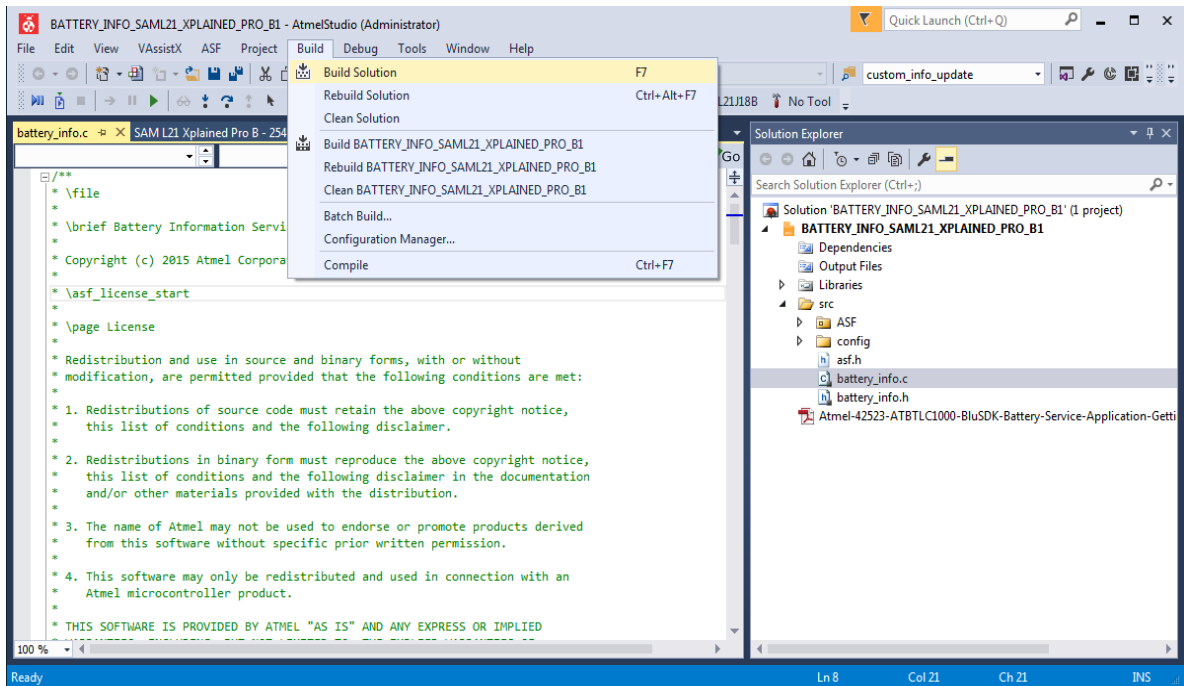 BATTERY_INFO_SAML21_XPLAINED_PRO_B1 - AtmelStudio (Administrator)
Quick Launch (Ctrl+Q)
File Edit View VAssistX ASF Project Build Debug Tools Window Help
custom_info_update
L21J18B No Tool
Build Solution F7
Rebuild Solution Ctrl+Alt+F7
Clean Solution
Build BATTERY_INFO_SAML21_XPLAINED_PRO_B1
Rebuild BATTERY_INFO_SAML21_XPLAINED_PRO_B1
Clean BATTERY_INFO_SAML21_XPLAINED_PRO_B1
Batch Build...
Configuration Manager...
Compile Ctrl+F7
battery_info.c SAM L21 Xplained Pro B - 254
Go
/**
* \file
*
* \brief Battery Information Servi
*
* Copyright (c) 2015 Atmel Corpora
*
* \asf_license_start
*
* \page License
*
* Redistribution and use in source and binary forms, with or without
* modification, are permitted provided that the following conditions are met:
*
* 1. Redistributions of source code must retain the above copyright notice,
*    this list of conditions and the following disclaimer.
*
* 2. Redistributions in binary form must reproduce the above copyright notice,
*    this list of conditions and the following disclaimer in the documentation
*    and/or other materials provided with the distribution.
*
* 3. The name of Atmel may not be used to endorse or promote products derived
*    from this software without specific prior written permission.
*
* 4. This software may only be redistributed and used in connection with an
*    Atmel microcontroller product.
*
* THIS SOFTWARE IS PROVIDED BY ATMEL "AS IS" AND ANY EXPRESS OR IMPLIED
100 %
Solution Explorer
Search Solution Explorer (Ctrl+;)
Solution 'BATTERY_INFO_SAML21_XPLAINED_PRO_B1' (1 project)
BATTERY_INFO_SAML21_XPLAINED_PRO_B1
Dependencies
Output Files
Libraries
src
ASF
config
asf.h
battery_info.c
battery_info.h
Atmel-42523-ATBTLC1000-BluSDK-Battery-Service-Application-Getti
Ready Ln 8 Col 21 Ch 21 INS